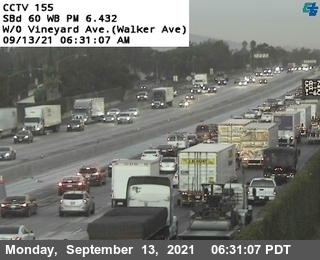 CCTV 155
SBd 60 WB PM 6.432
W/O Vineyard Ave.(Walker Ave)
09/13/21 06:31:07 AM
Monday, September 13, 2021 06:31:07 PDT